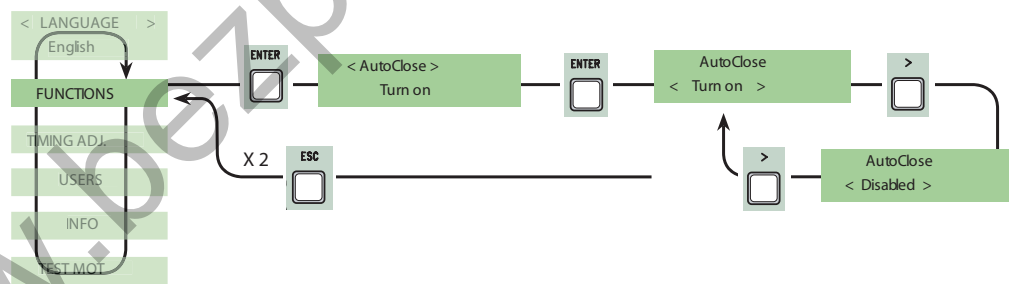 < LANGUAGE >
English
FUNCTIONS
TIMING ADJ.
USERS
INFO
TEST MOT
ENTER
< AutoClose >
Turn on
ENTER
AutoClose
< Turn on >
>
AutoClose
< Disabled >
>
X 2
ESC